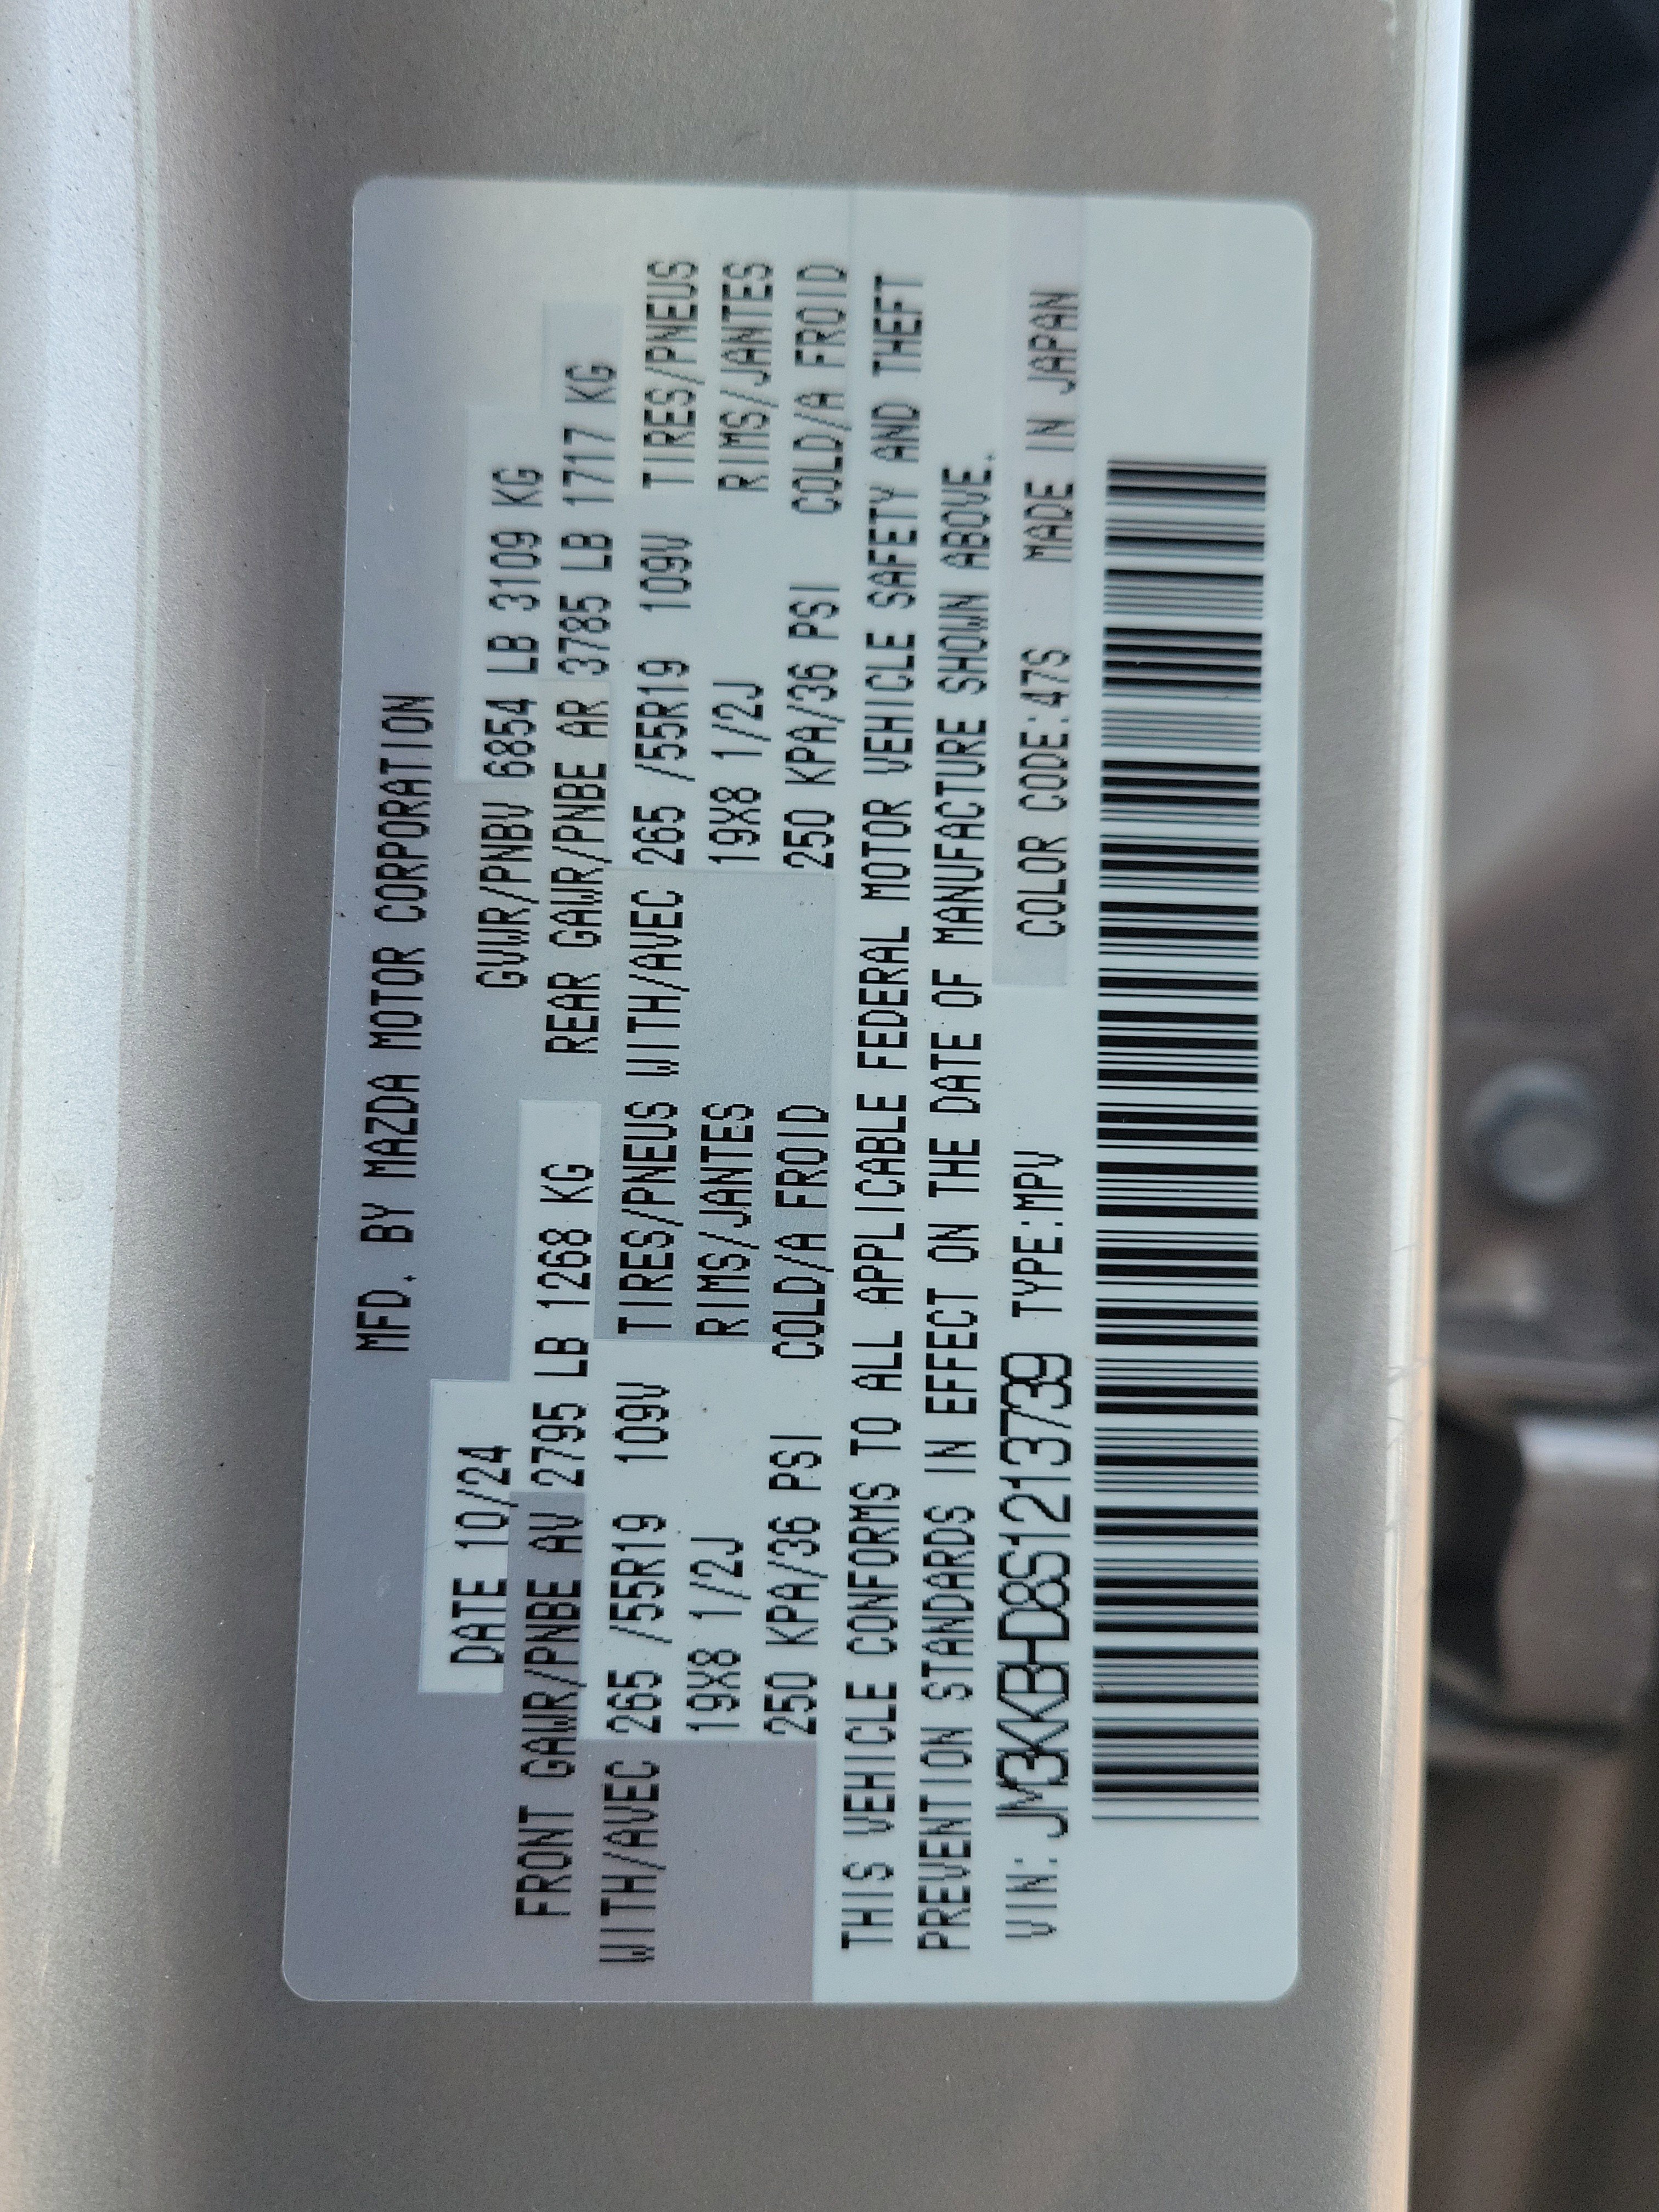 MFD. BY MAZDA MOTOR CORPORATION
DATE 10/24 GVWR/PNBV 6854 LB 3109 KG
FRONT GAWR/PNBE AV 2795 LB 1268 KG REAR GAWR/PNBE AR 3785 LB 1717 KG
WITH/AVEC 265 /55R19 109V TIRES/PNEUS WITH/AVEC 265 /55R19 109V TIRES/PNEUS
19X8 1/2J RIMS/JANTES 19X8 1/2J RIMS/JANTES
250 KPA/36 PSI COLD/A FROID 250 KPA/36 PSI COLD/A FROID
THIS VEHICLE CONFORMS TO ALL APPLICABLE FEDERAL MOTOR VEHICLE SAFETY AND THEFT
PREVENTION STANDARDS IN EFFECT ON THE DATE OF MANUFACTURE SHOWN ABOVE.
VIN: JM3KKBHD8S1213739 TYPE:MPV COLOR CODE:47S MADE IN JAPAN